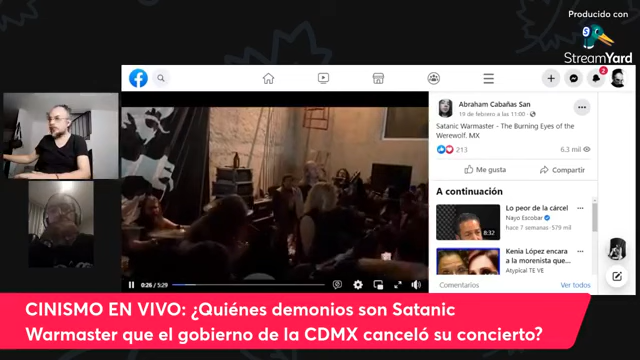 Producido con
StreamYard
2
Abraham Cabañas San
19 de febrero a las 11:00 ·
Satanic Warmaster - The Burning Eyes of the
Werewolf. MX
213
6,3 mil
Me gusta
Compartir
A continuación
Lo peor de la cárcel
Nayo Escobar
hace 7 semanas · 579 mil
8:32
Kenia López encara
a la morenista que...
Atypical TE VE
Comentarios
Ver todos
0:26 / 5:29
CINISMO EN VIVO: ¿Quiénes demonios son Satanic
Warmaster que el gobierno de la CDMX canceló su concierto?